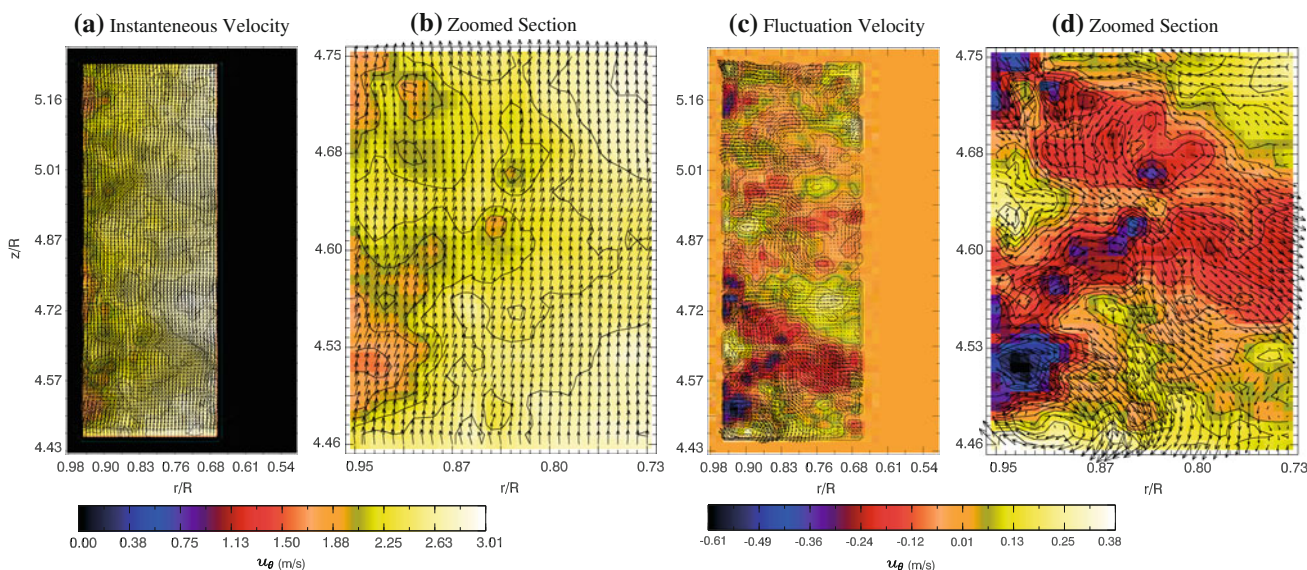 (a) Instanteneous Velocity
(b) Zoomed Section
(c) Fluctuation Velocity
(d) Zoomed Section
z/R
5.16
5.01
4.87
4.72
4.57
4.43
0.98 0.90 0.83 0.76 0.68 0.61 0.54
r/R
4.75
4.68
4.60
4.53
4.46
0.95 0.87 0.80 0.73
r/R
5.16
5.01
4.87
4.72
4.57
4.43
0.98 0.90 0.83 0.76 0.68 0.61 0.54
r/R
4.75
4.68
4.60
4.53
4.46
0.95 0.87 0.80 0.73
r/R
0.00 0.38 0.75 1.13 1.50 1.88 2.25 2.63 3.01
uθ (m/s)
-0.61 -0.49 -0.36 -0.24 -0.12 0.01 0.13 0.25 0.38
uθ (m/s)